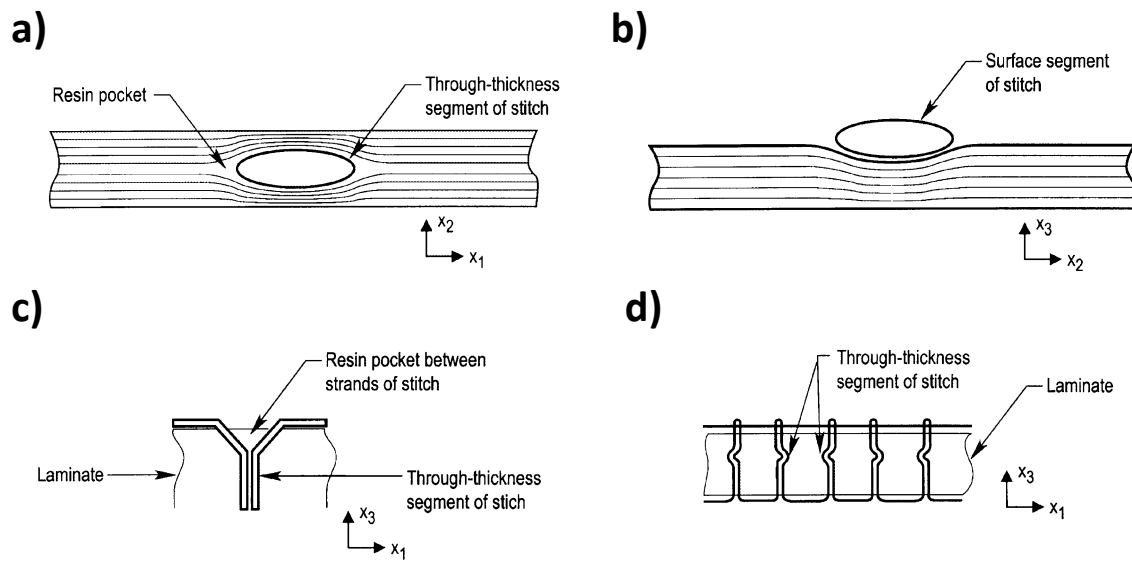 a)
Resin pocket
Through-thickness
segment of stitch
x2
x1
b)
Surface segment
of stitch
x3
x2
c)
Resin pocket between
strands of stitch
Laminate
Through-thickness
segment of stich
x3
x1
d)
Through-thickness
segment of stitch
Laminate
x3
x1